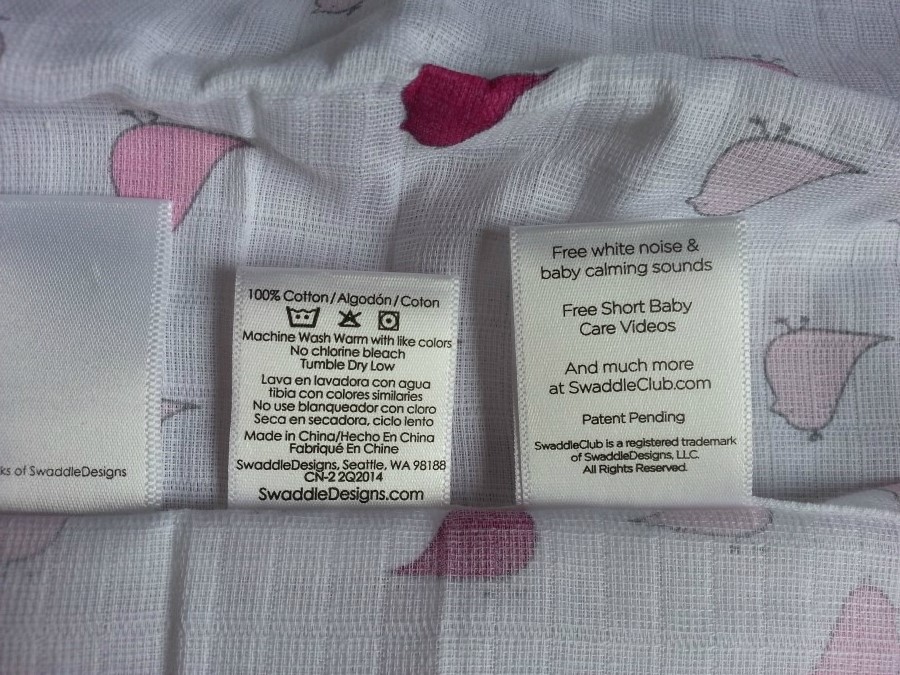 ks of SwaddleDesigns
100% Cotton/Algodón/Coton
Machine Wash Warm with like colors
No chlorine bleach
Tumble Dry Low
Lava en lavadora con agua
tibia con colores similaries
No use blanqueador con cloro
Seca en secadora, ciclo lento
Made in China/Hecho En China
Fabriqué En Chine
SwaddleDesigns, Seattle, WA 98188
CN-2 2Q2014
SwaddleDesigns.com
Free white noise &
baby calming sounds
Free Short Baby
Care Videos
And much more
at SwaddleClub.com
Patent Pending
SwaddleClub is a registered trademark
of SwaddleDesigns, LLC.
All Rights Reserved.